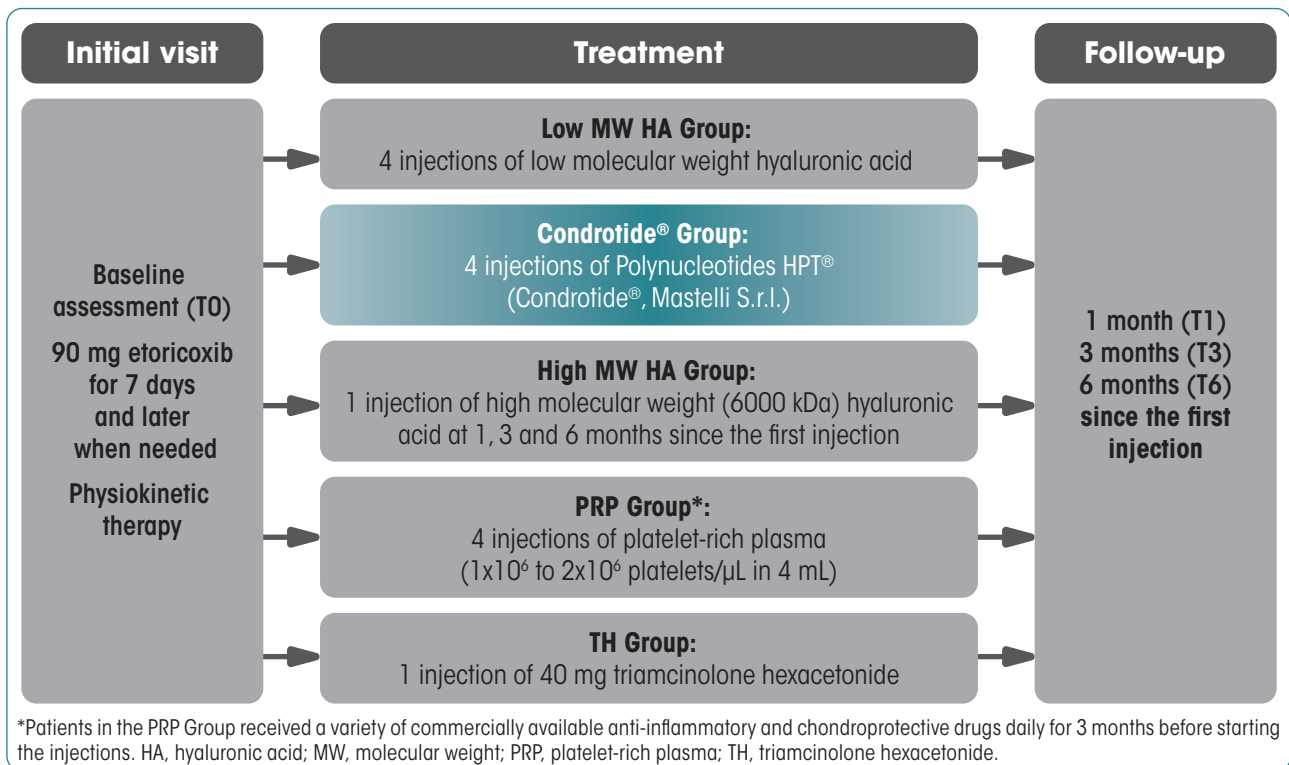 Initial visit
Treatment
Follow-up
Baseline
assessment (T0)
90 mg etoricoxib
for 7 days
and later
when needed
Physiokinetic
therapy
Low MW HA Group:
4 injections of low molecular weight hyaluronic acid
Condrotide® Group:
4 injections of Polynucleotides HPT®
(Condrotide®, Mastelli S.r.l.)
High MW HA Group:
1 injection of high molecular weight (6000 kDa) hyaluronic
acid at 1, 3 and 6 months since the first injection
PRP Group*:
4 injections of platelet-rich plasma
(1x10⁶ to 2x10⁶ platelets/µL in 4 mL)
TH Group:
1 injection of 40 mg triamcinolone hexacetonide
1 month (T1)
3 months (T3)
6 months (T6)
since the first
injection
*Patients in the PRP Group received a variety of commercially available anti-inflammatory and chondroprotective drugs daily for 3 months before starting
the injections. HA, hyaluronic acid; MW, molecular weight; PRP, platelet-rich plasma; TH, triamcinolone hexacetonide.